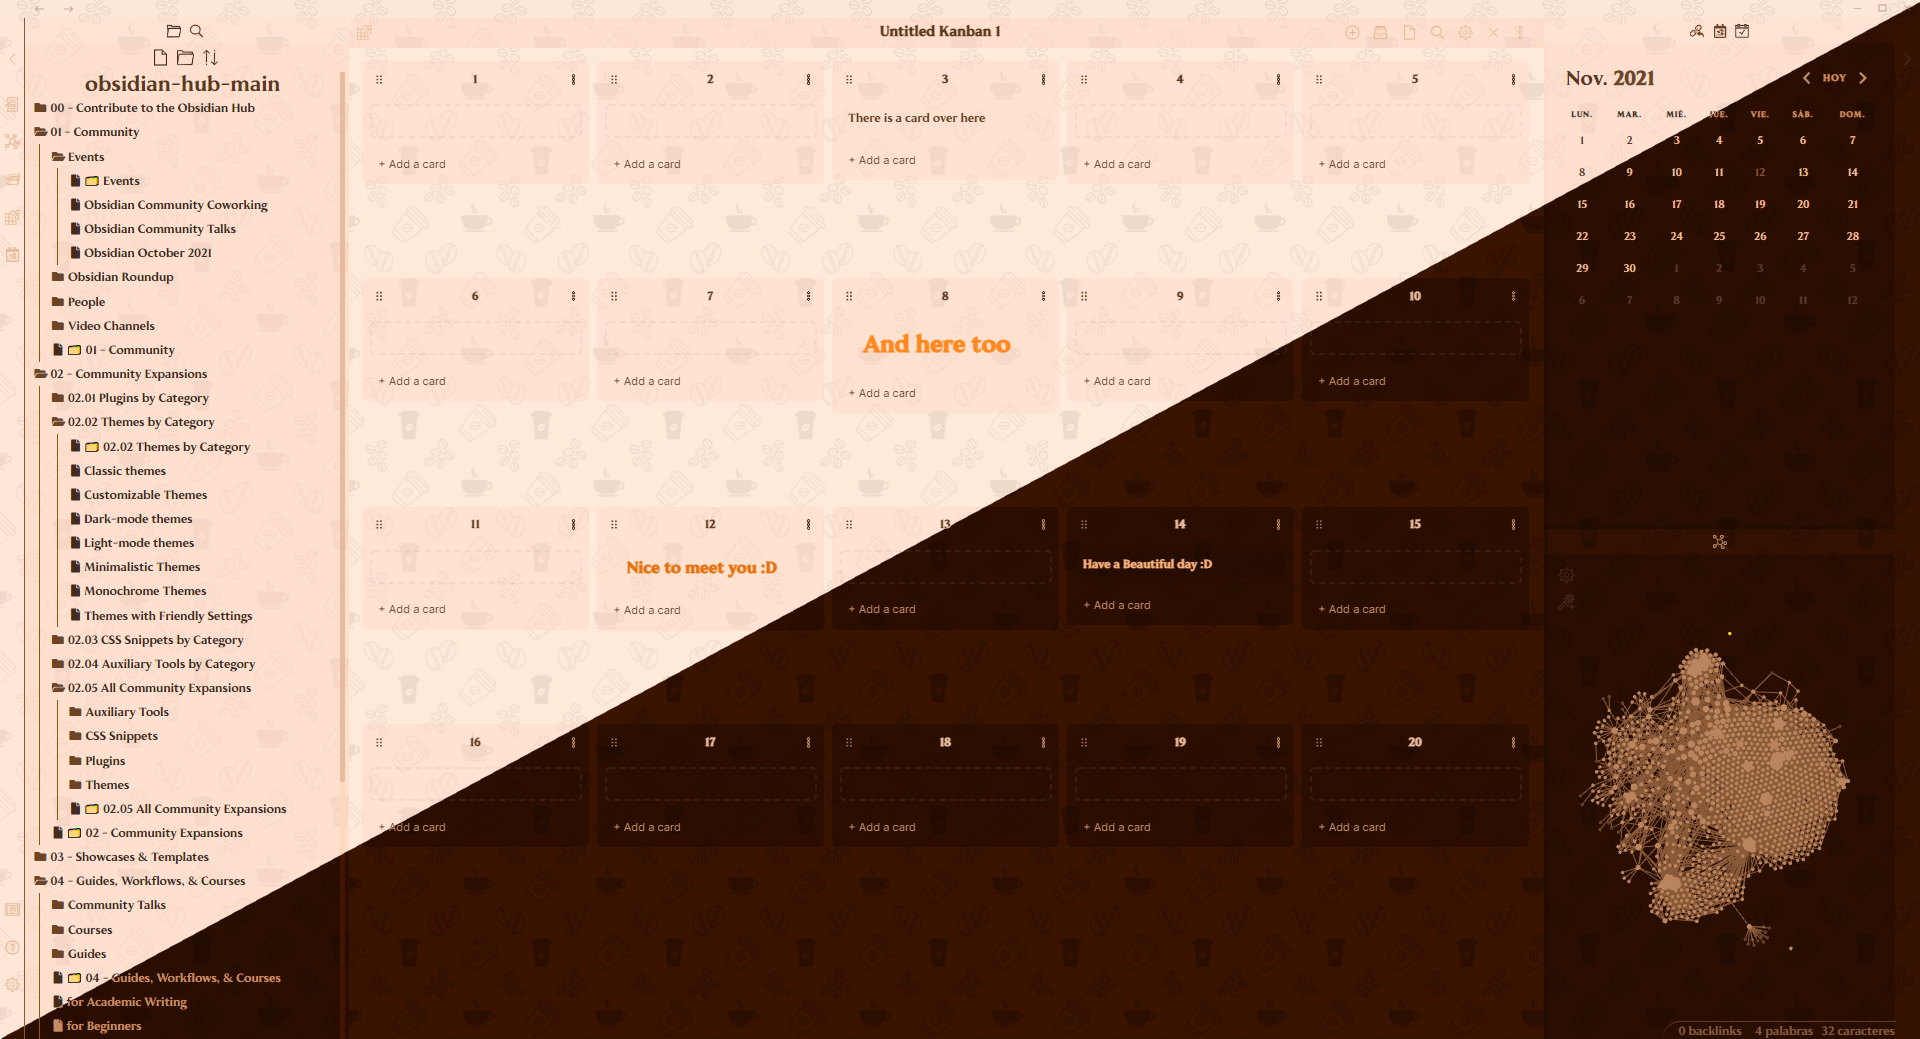 Untitled Kanban 1
obsidian-hub-main
00 - Contribute to the Obsidian Hub
01 - Community
Events
Events
Obsidian Community Coworking
Obsidian Community Talks
Obsidian October 2021
Obsidian Roundup
People
Video Channels
01 - Community
02 - Community Expansions
02.01 Plugins by Category
02.02 Themes by Category
02.02 Themes by Category
Classic themes
Customizable Themes
Dark-mode themes
Light-mode themes
Minimalistic Themes
Monochrome Themes
Themes with Friendly Settings
02.03 CSS Snippets by Category
02.04 Auxiliary Tools by Category
02.05 All Community Expansions
Auxiliary Tools
CSS Snippets
Plugins
Themes
02.05 All Community Expansions
02 - Community Expansions
03 - Showcases & Templates
04 - Guides, Workflows, & Courses
Community Talks
Courses
Guides
04 - Guides, Workflows, & Courses
for Academic Writing
for Beginners
1 2 3 4 5
There is a card over here
+ Add a card + Add a card + Add a card + Add a card + Add a card
6 7 8 9 10
And here too
+ Add a card + Add a card + Add a card + Add a card + Add a card
11 12 13 14 15
Nice to meet you :D Have a Beautiful day :D
+ Add a card + Add a card + Add a card + Add a card + Add a card
16 17 18 19 20
+ Add a card + Add a card + Add a card + Add a card + Add a card
Nov. 2021 HOY
LUN. MAR. MIÉ. JUE. VIE. SÁB. DOM.
1 2 3 4 5 6 7
8 9 10 11 12 13 14
15 16 17 18 19 20 21
22 23 24 25 26 27 28
29 30 1 2 3 4 5
6 7 8 9 10 11 12
0 backlinks 4 palabras 32 caracteres